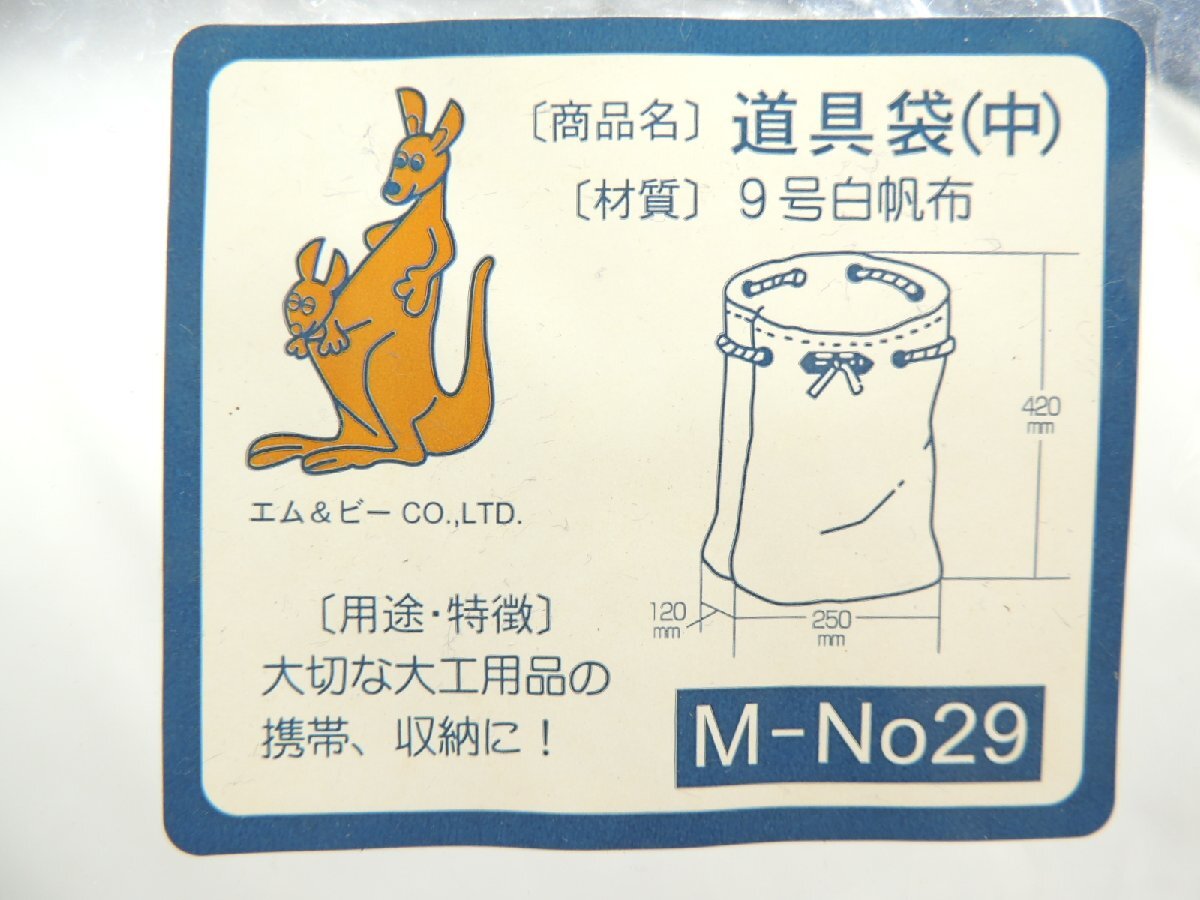 〔商品名〕 道具袋(中)
〔材質〕 9号白帆布
420
mm
エム&ビー CO.,LTD.
120
mm
250
mm
〔用途・特徴〕
大切な大工用品の
携帯、収納に!
M-No29